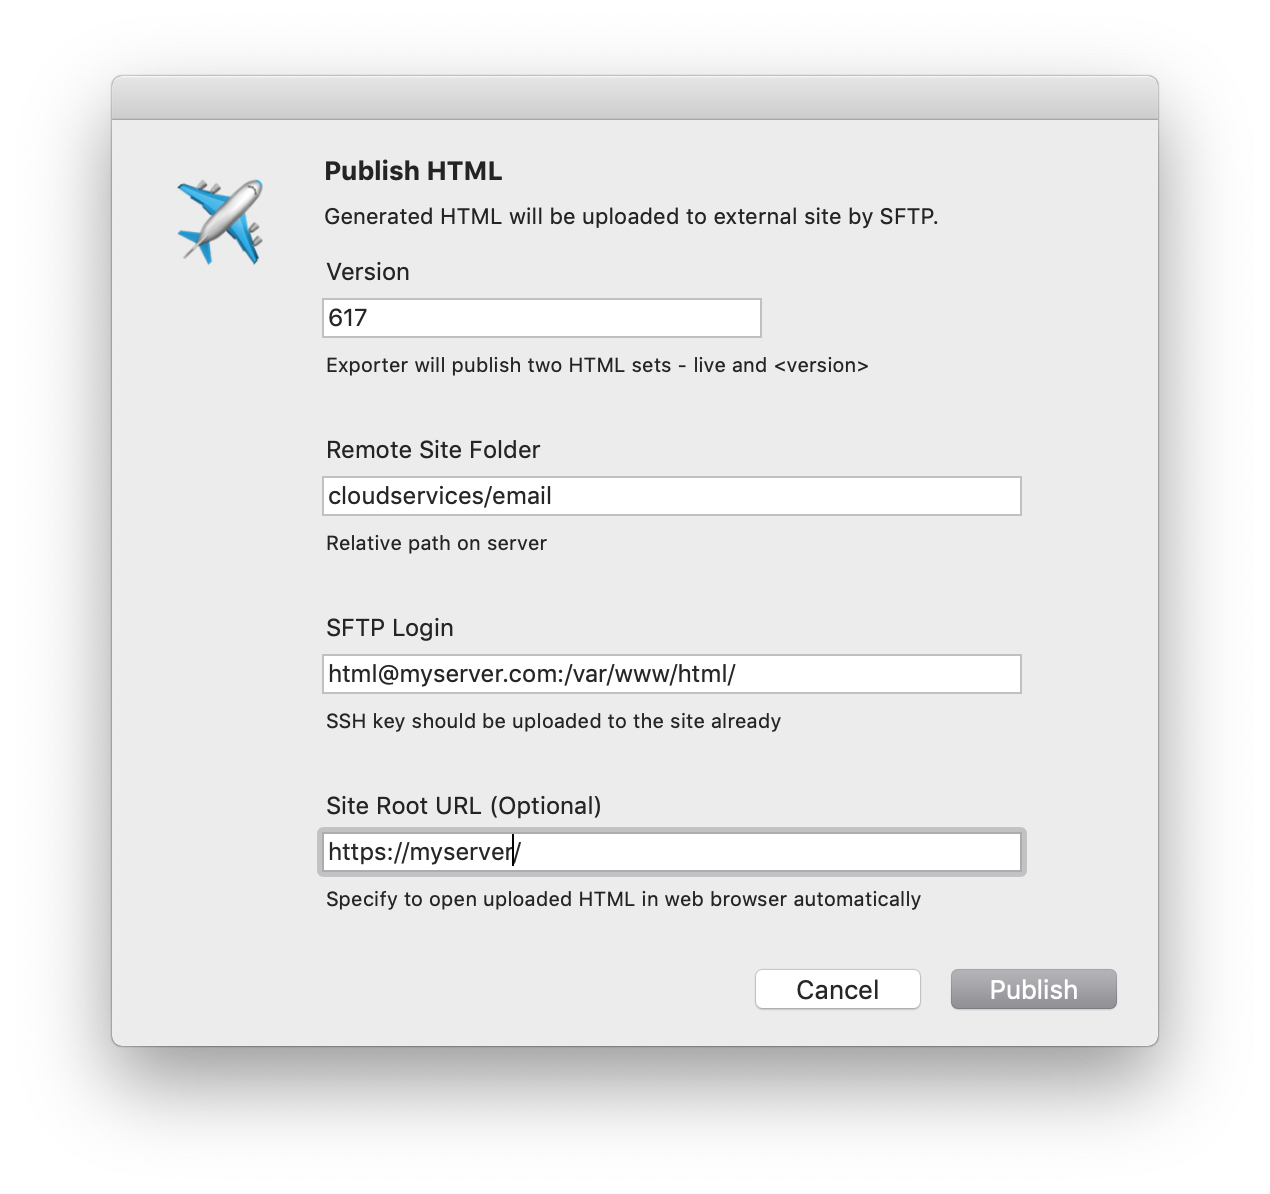 Publish HTML
Generated HTML will be uploaded to external site by SFTP.
Version
617
Exporter will publish two HTML sets - live and <version>
Remote Site Folder
cloudservices/email
Relative path on server
SFTP Login
html@myserver.com:/var/www/html/
SSH key should be uploaded to the site already
Site Root URL (Optional)
https://myserver/
Specify to open uploaded HTML in web browser automatically
Cancel
Publish